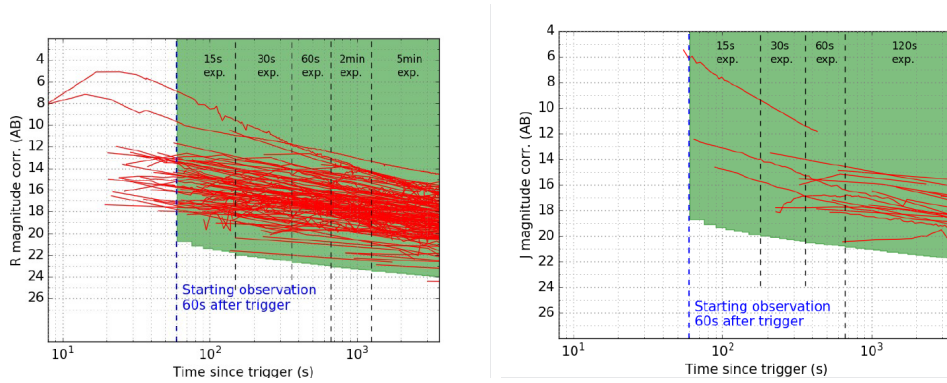 15s 30s 60s 2min 5min
exp. exp. exp. exp. exp.
2
4
6
8
10
12
14
16
18
20
22
24
26
R magnitude corr. (AB)
Starting observation
60s after trigger
10¹ 10² 10³
Time since trigger (s)
15s 30s 60s 120s
exp. exp. exp. exp.
4
6
8
10
12
14
16
18
20
22
24
26
28
J magnitude corr. (AB)
Starting observation
60s after trigger
10¹ 10² 10³
Time since trigger (s)